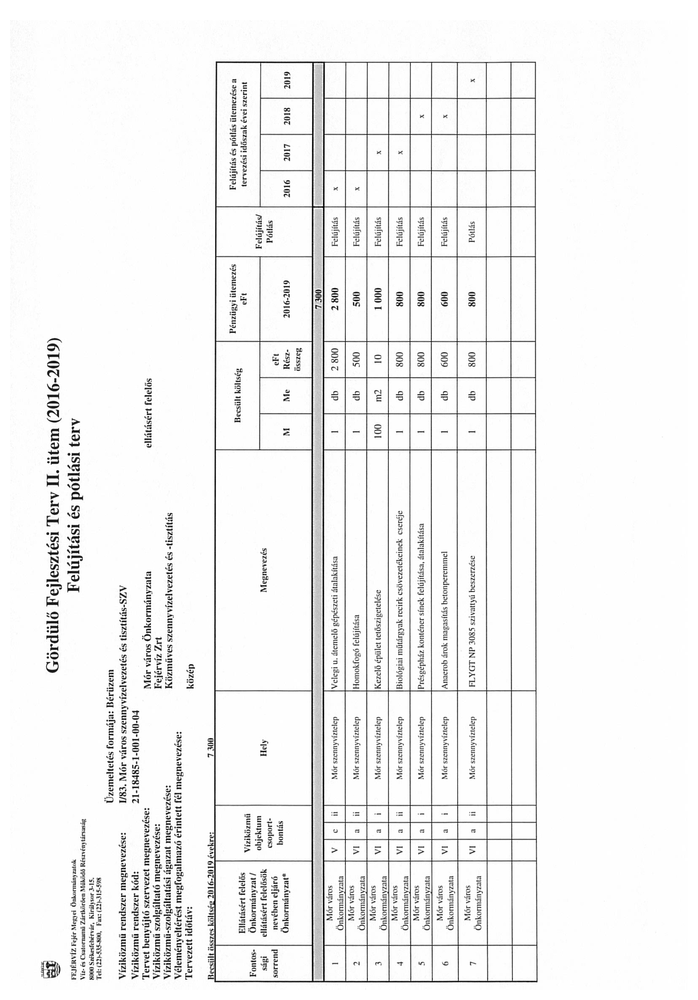 Gördülő Fejlesztési Terv II. ütem (2016-2019)
Felújítási és pótlási terv
FEJÉRVÍZ Fejér Megyei Önkormányzatok
Víz- és Csatornamű Zártkörűen Működő Részvénytársaság
8000 Székesfehérvár, Királysor 3-15.
Tel: (22)-535-800, Fax: (22)-315-598
Üzemeltetés formája: Bérüzem
Víziközmű rendszer megnevezése: I/83. Mór város szennyvízelvezetés és tisztítás-SZV
Víziközmű rendszer kód: 21-18485-1-001-00-04
Tervet benyújtó szervezet megnevezése: Mór város Önkormányzata ellátásért felelős
Víziközmű szolgáltató megnevezése: Fejérvíz Zrt
Víziközmű-szolgáltatási ágazat megnevezése: Közműves szennyvízelvezetés és -tisztítás
Véleményeltérést megfogalmazó érintett fél megnevezése:
Tervezett időtáv: közép
Becsült összes költség 2016-2019 évekre: 7 300
Fontos-
sági
sorrend
Ellátásért felelős
Önkormányzat /
ellátásért felelősök
nevében eljáró
Önkormányzat*
Víziközmű
objektum
csoport-
bontás
Hely
Megnevezés
Becsült költség
M
Me
eFt
Rész-
összeg
Pénzügyi ütemezés
eFt
2016-2019
Felújítás/
Pótlás
Felújítás és pótlás ütemezése a
tervezési időszak évei szerint
2016 2017 2018 2019
7 300
1 Mór város
Önkormányzata V c ii Mór szennyvíztelep Velegi u. átemelő gépészeti átalakítása 1 db 2 800 2 800 Felújítás x
2 Mór város
Önkormányzata VI a ii Mór szennyvíztelep Homokfogó felújítása 1 db 500 500 Felújítás x
3 Mór város
Önkormányzata VI a i Mór szennyvíztelep Kezelő épület tetőszigetelése 100 m2 10 1 000 Felújítás x
4 Mór város
Önkormányzata VI a ii Mór szennyvíztelep Biológiai műtárgyak recirk csövezetékeinek cseréje 1 db 800 800 Felújítás x
5 Mór város
Önkormányzata VI a i Mór szennyvíztelep Présgépház konténer sínek felújítása, átalakítása 1 db 800 800 Felújítás x
6 Mór város
Önkormányzata VI a i Mór szennyvíztelep Anaerob árok magasítás betonperemmel 1 db 600 600 Felújítás x
7 Mór város
Önkormányzata VI a ii Mór szennyvíztelep FLYGT NP 3085 szivattyú beszerzése 1 db 800 800 Pótlás x